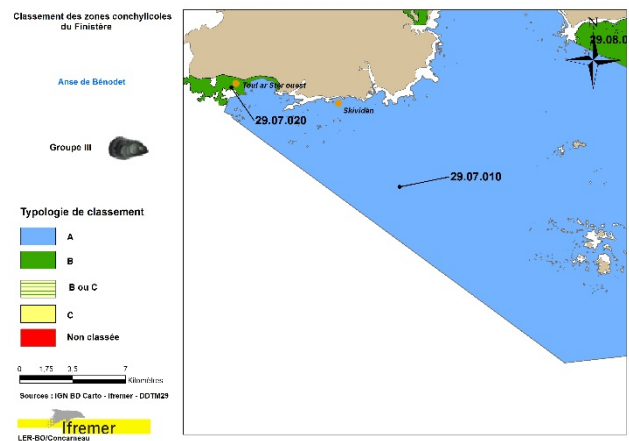 Classement des zones conchylicoles
du Finistère
Anse de Bénodet
Groupe III
Typologie de classement
A
B
B ou C
C
Non classée
0 1,75 3,5 7
Kilomètres
Sources : IGN BD Carto - Ifremer - DDTM29
Ifremer
LER-BO/Concarneau
N
29.08.0
Toul ar Ster ouest
29.07.020
Skividen
29.07.010